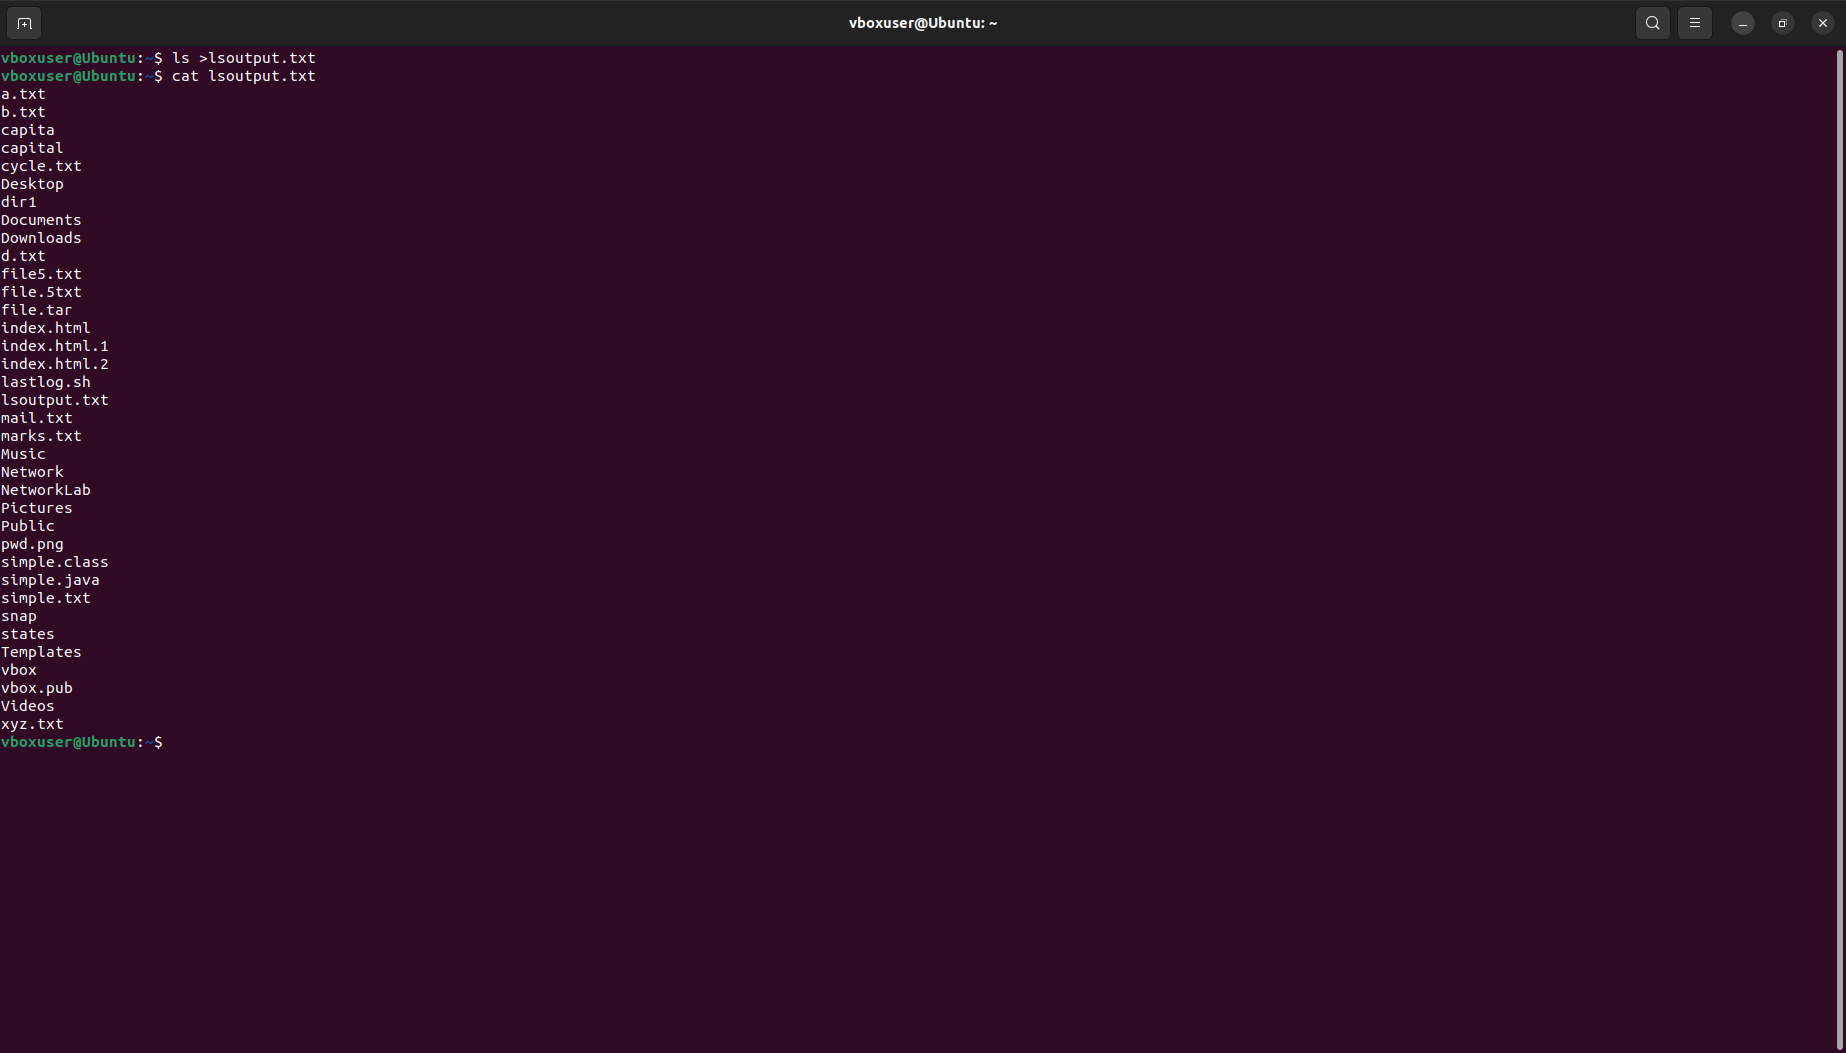 vboxuser@Ubuntu: ~
vboxuser@Ubuntu:~$ ls >lsoutput.txt
vboxuser@Ubuntu:~$ cat lsoutput.txt
a.txt
b.txt
capita
capital
cycle.txt
Desktop
dir1
Documents
Downloads
d.txt
file5.txt
file.5txt
file.tar
index.html
index.html.1
index.html.2
lastlog.sh
lsoutput.txt
mail.txt
marks.txt
Music
Network
NetworkLab
Pictures
Public
pwd.png
simple.class
simple.java
simple.txt
snap
states
Templates
vbox
vbox.pub
Videos
xyz.txt
vboxuser@Ubuntu:~$